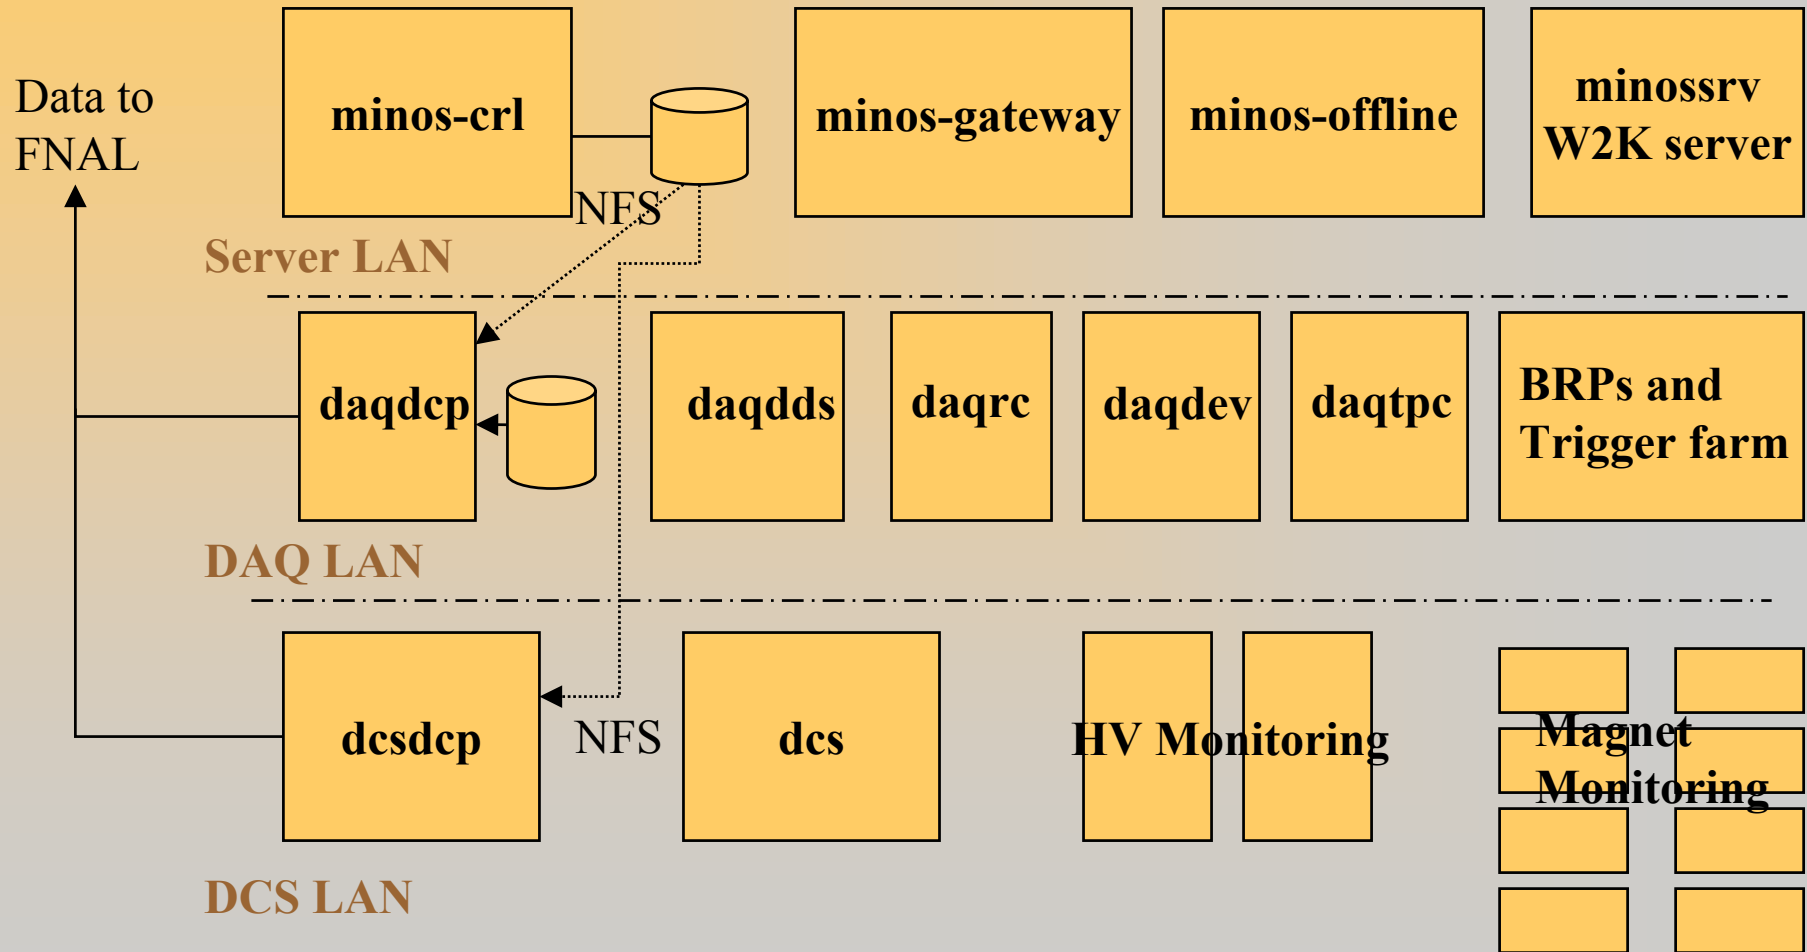 Data to
FNAL
minos-crl
minos-gateway
minos-offline
minossrv
W2K server
NFS
Server LAN
daqdcp
daqdds
daqrc
daqdev
daqtpc
BRPs and
Trigger farm
DAQ LAN
dcsdcp
NFS
dcs
HV Monitoring
Magnet
Monitoring
DCS LAN